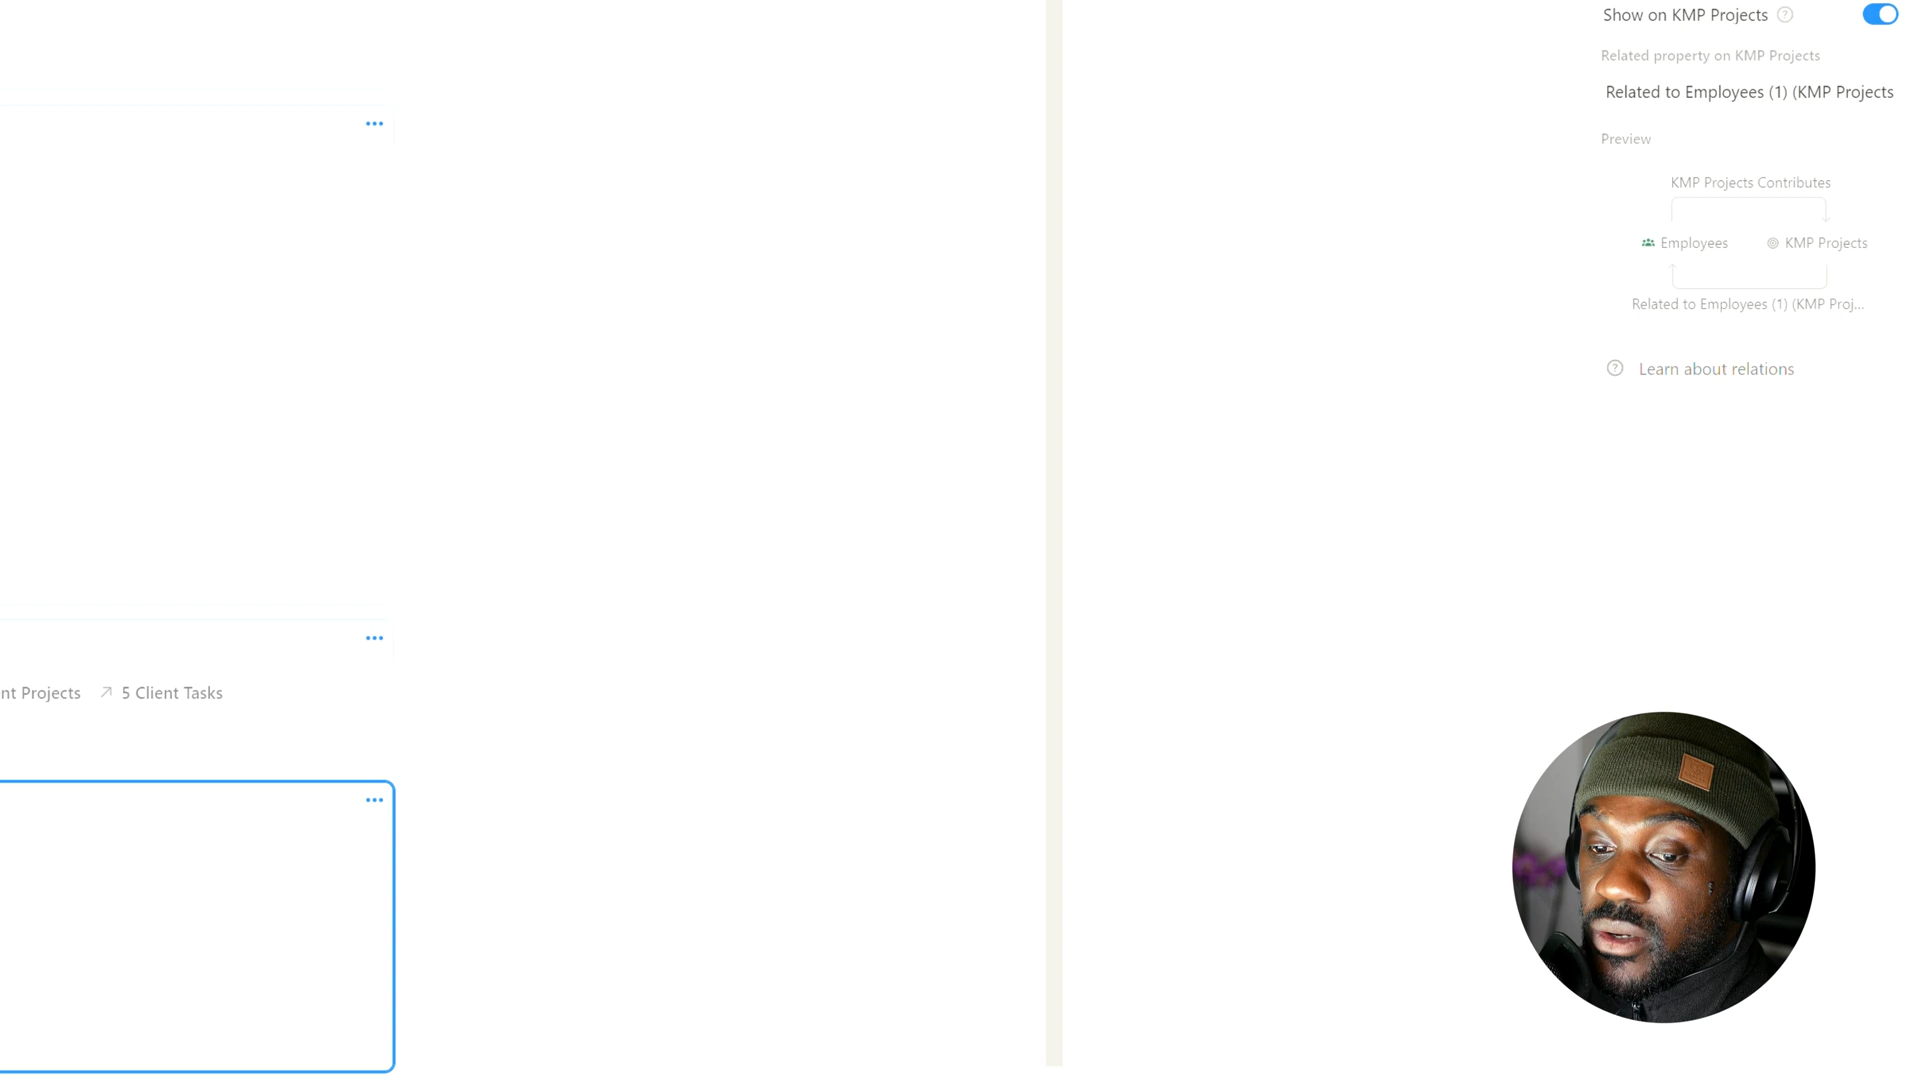 Show on KMP Projects
Related property on KMP Projects
Related to Employees (1) (KMP Projects
Preview
KMP Projects Contributes
Employees
KMP Projects
Related to Employees (1) (KMP Proj...
Learn about relations
nt Projects
5 Client Tasks